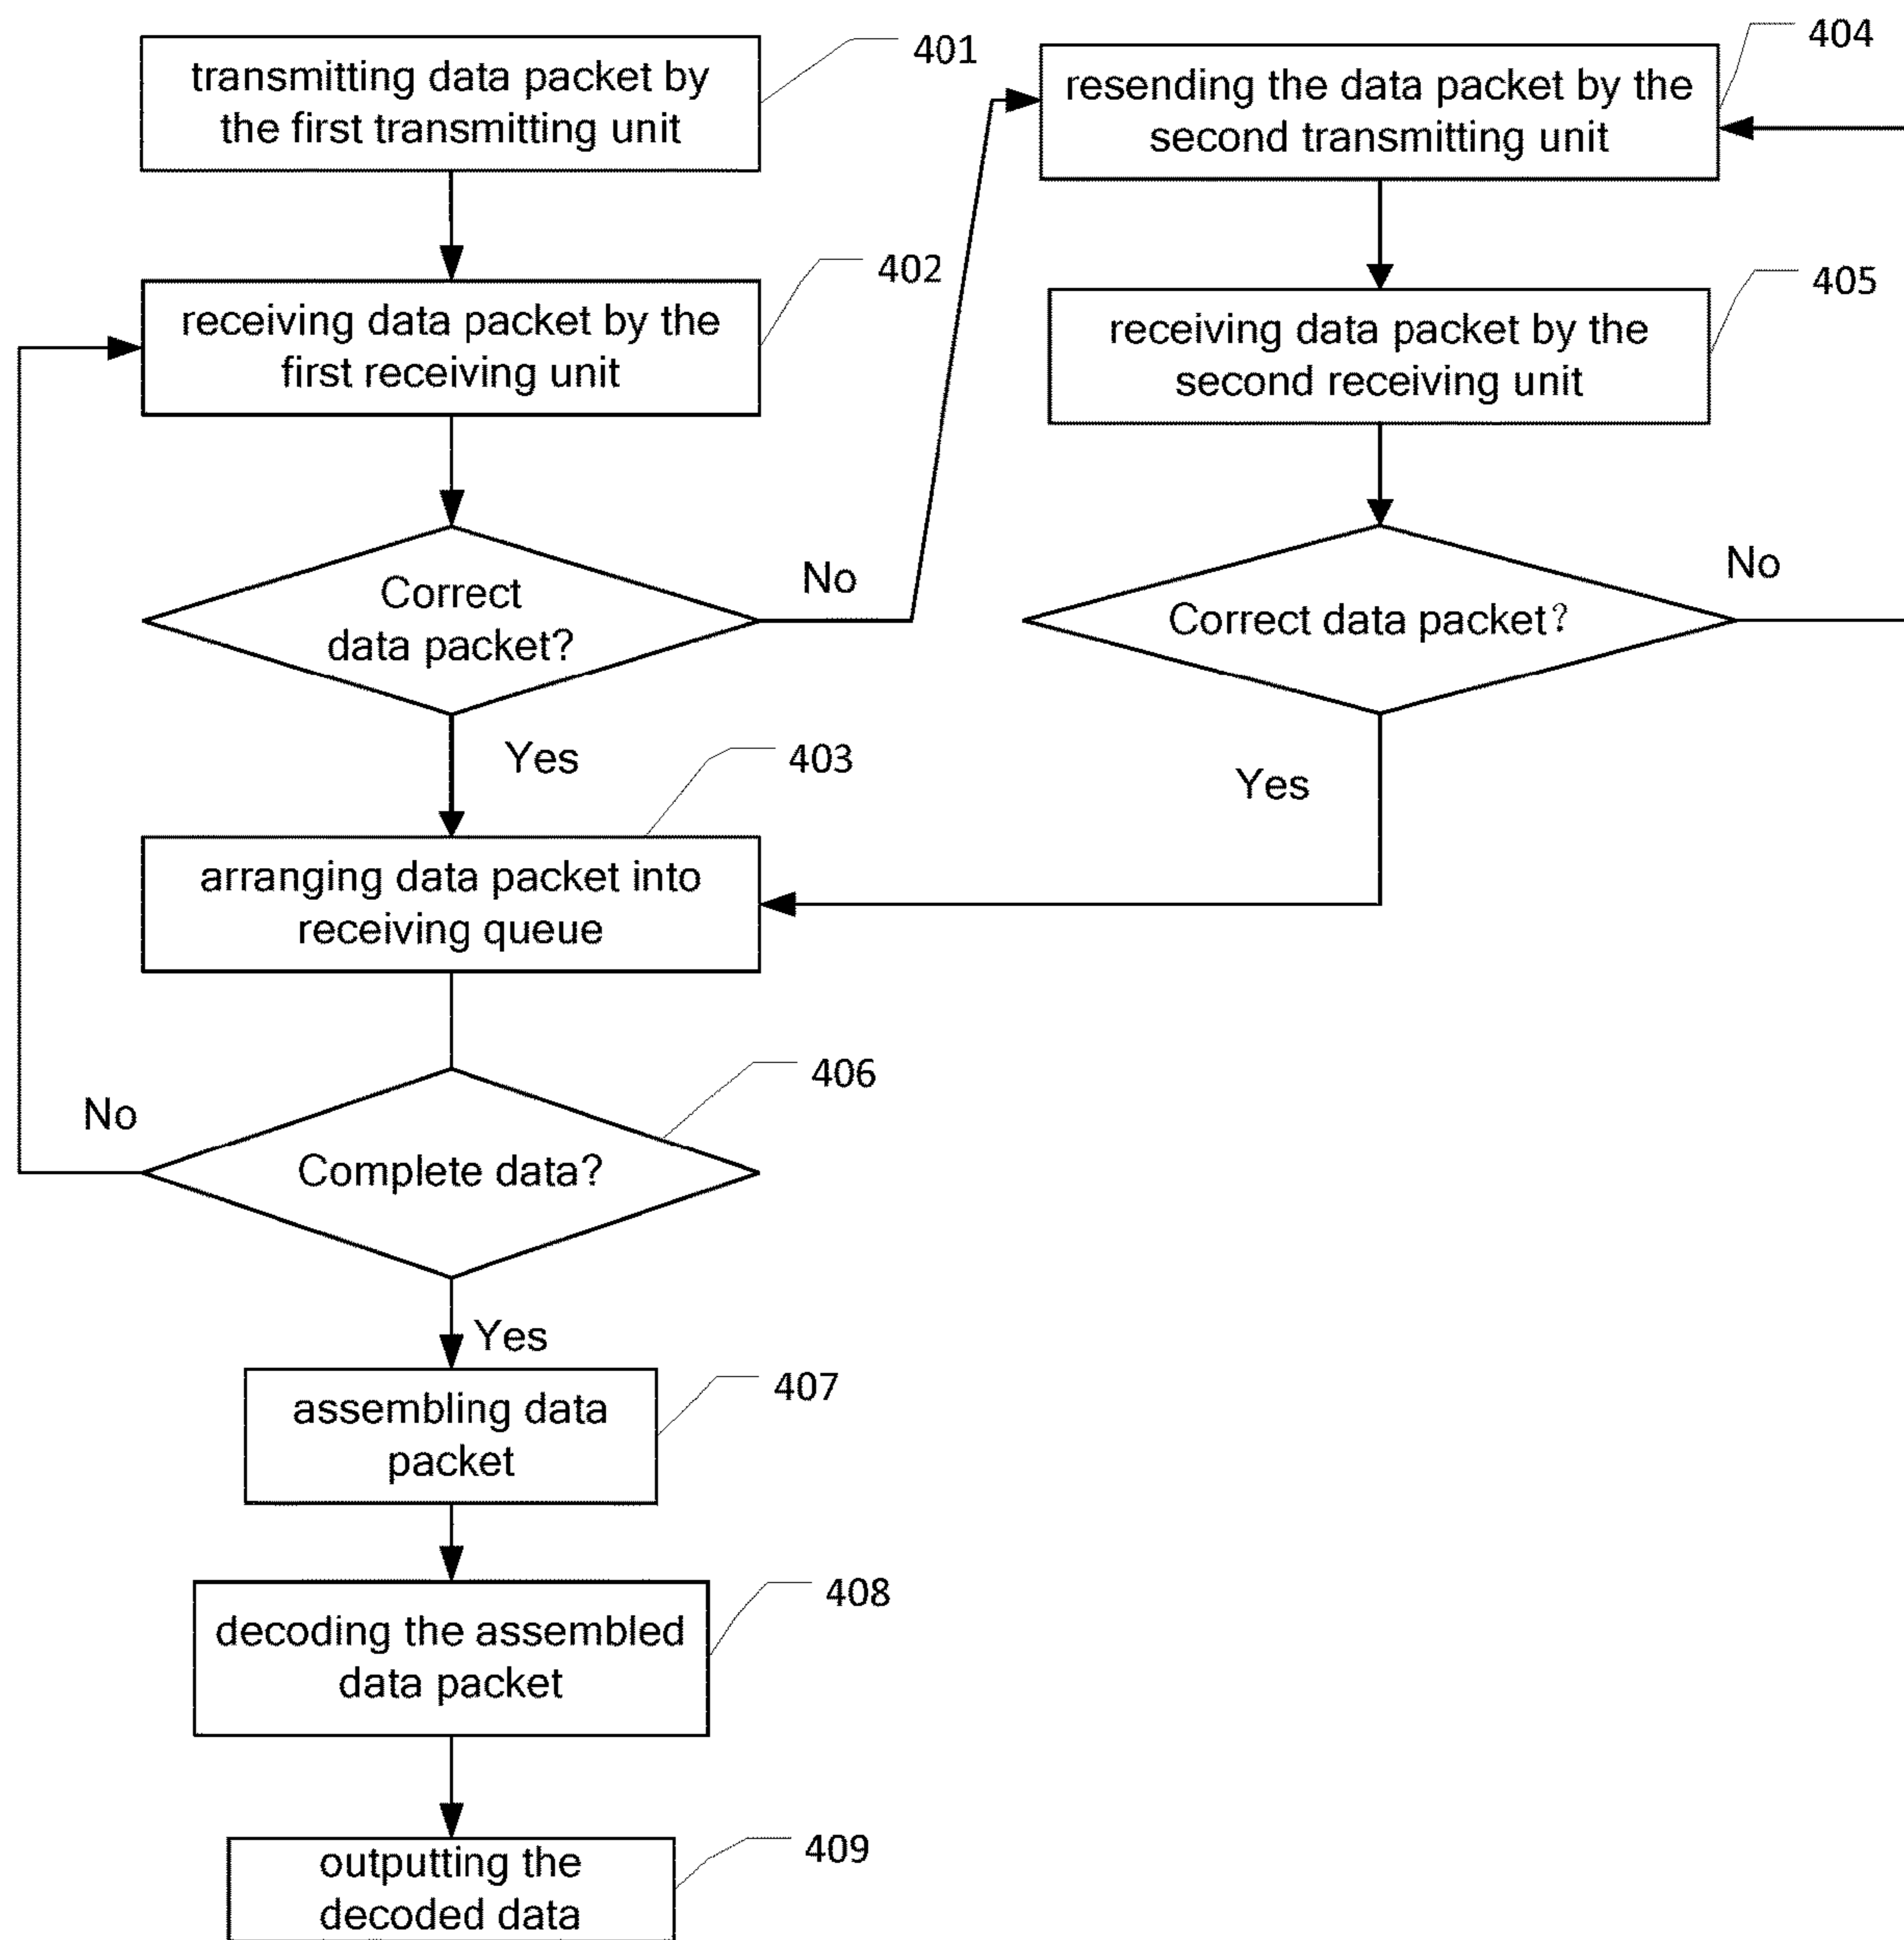 transmitting data packet by
the first transmitting unit
401
receiving data packet by the
first receiving unit
402
Correct
data packet?
No
Yes
403
arranging data packet into
receiving queue
406
No
Complete data?
Yes
407
assembling data
packet
408
decoding the assembled
data packet
409
outputting the
decoded data
404
resending the data packet by the
second transmitting unit
405
receiving data packet by the
second receiving unit
No
Correct data packet?
Yes